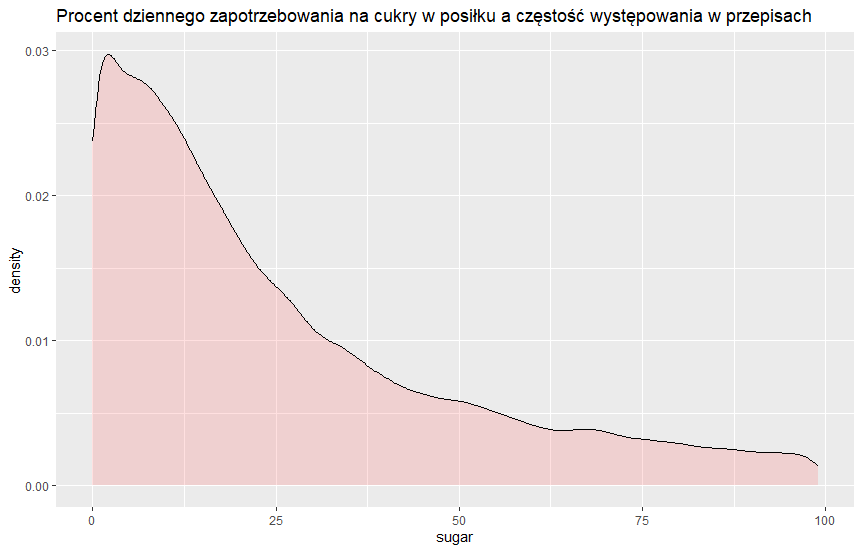 Procent dziennego zapotrzebowania na cukry w posiłku a częstość występowania w przepisach
0.03
0.02
0.01
0.00
density
0 25 50 75 100
sugar